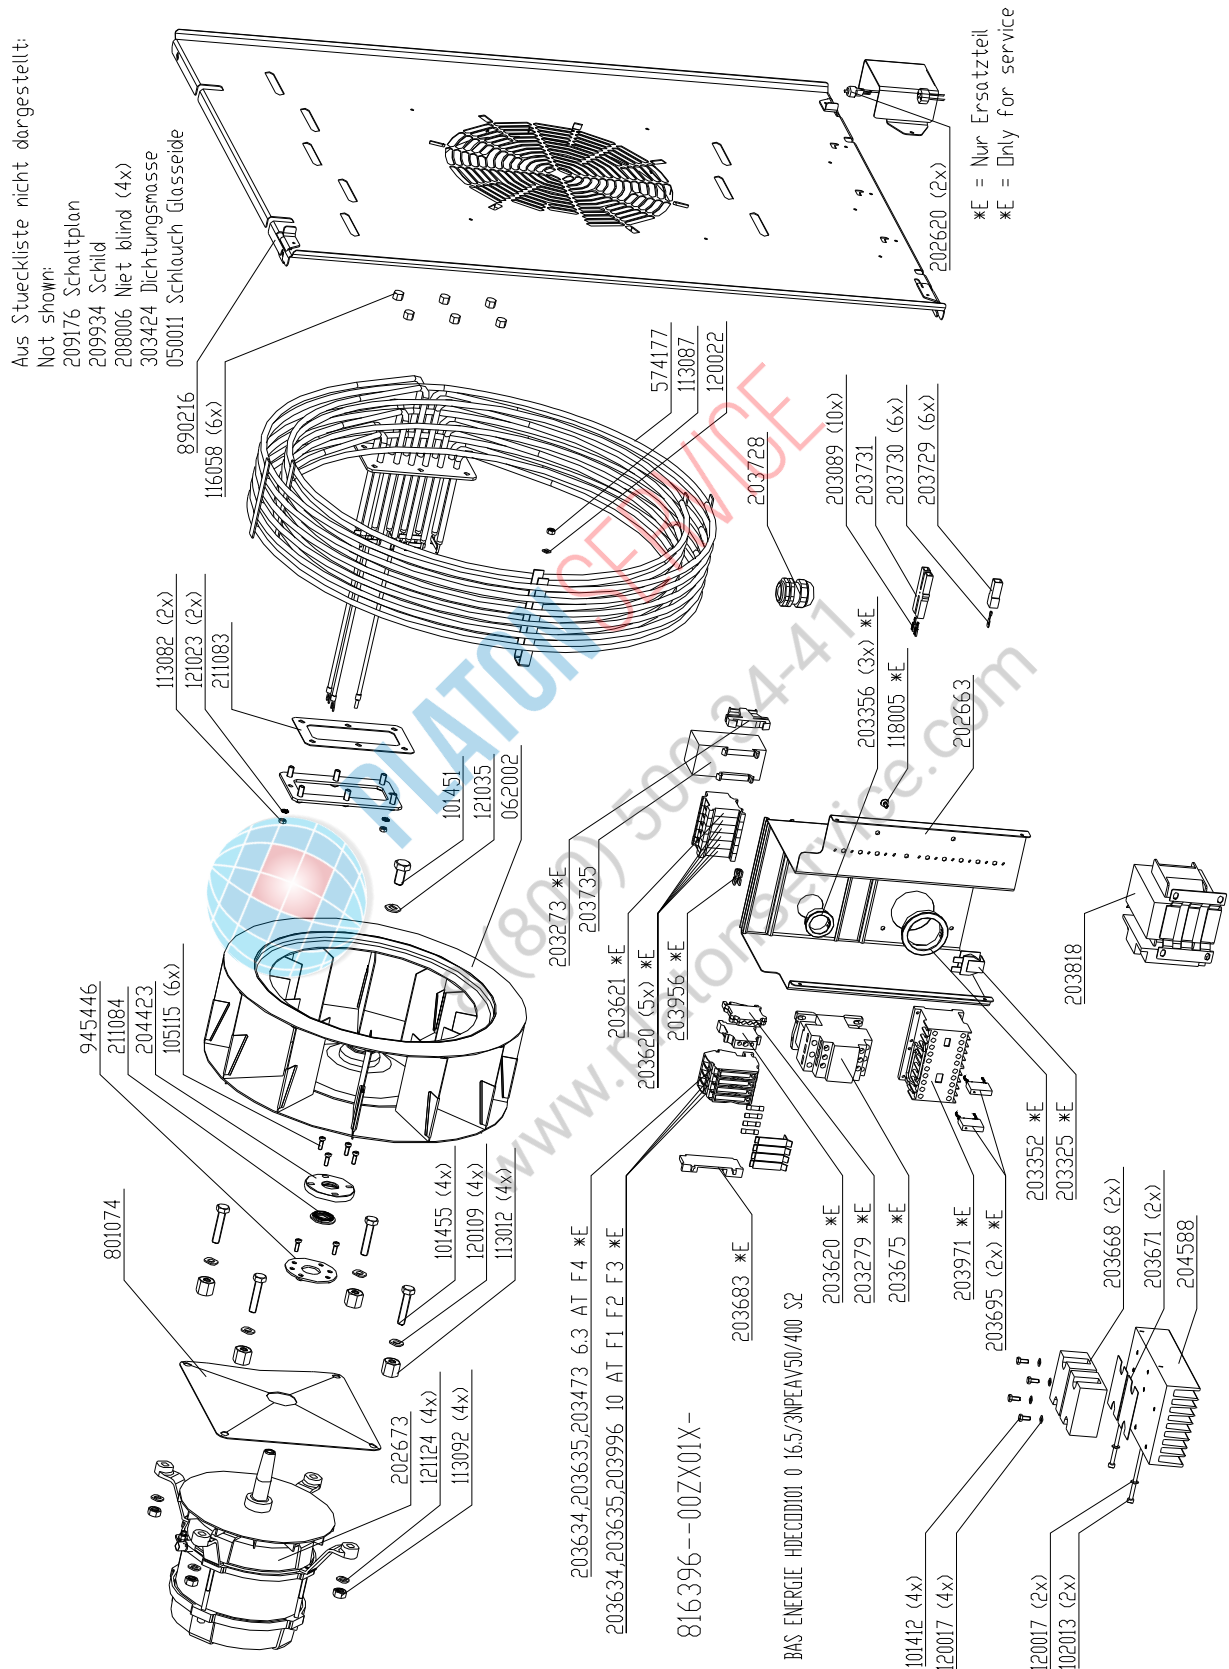 Aus Stueckliste nicht dargestellt:
Not shown:
209176 Schaltplan
209934 Schild
208006 Niet blind (4x)
303424 Dichtungsmasse
050011 Schlauch Glasseide
890216
116058 (6x)
202620 (2x)
*E = Nur Ersatzteil
*E = Only for service
574177
113087
120022
203728
203089 (10x)
203731
203730 (6x)
203729 (6x)
113082 (2x)
121023 (2x)
211083
101451
121035
062002
203356 (3x) *E
118005 *E
202663
203273 *E
203735
203621 *E
203620 (5x) *E
203956 *E
203818
945446
211084
204423
105115 (6x)
801074
101455 (4x)
120109 (4x)
113012 (4x)
202673
121124 (4x)
113092 (4x)
203634,203635,203473 6.3 AT F4 *E
203634,203635,203996 10 AT F1 F2 F3 *E
203683 *E
203620 *E
203279 *E
203675 *E
203971 *E
203695 (2x) *E
203352 *E
203325 *E
203668 (2x)
203671 (2x)
204588
816396--00ZX01X-
BAS ENERGIE HDECOD101 O 16.5/3NPEAV50/400 S2
101412 (4x)
120017 (4x)
120017 (2x)
102013 (2x)
PLATONSERVICE
8 (800) 500-34-41
www.platonservice.com